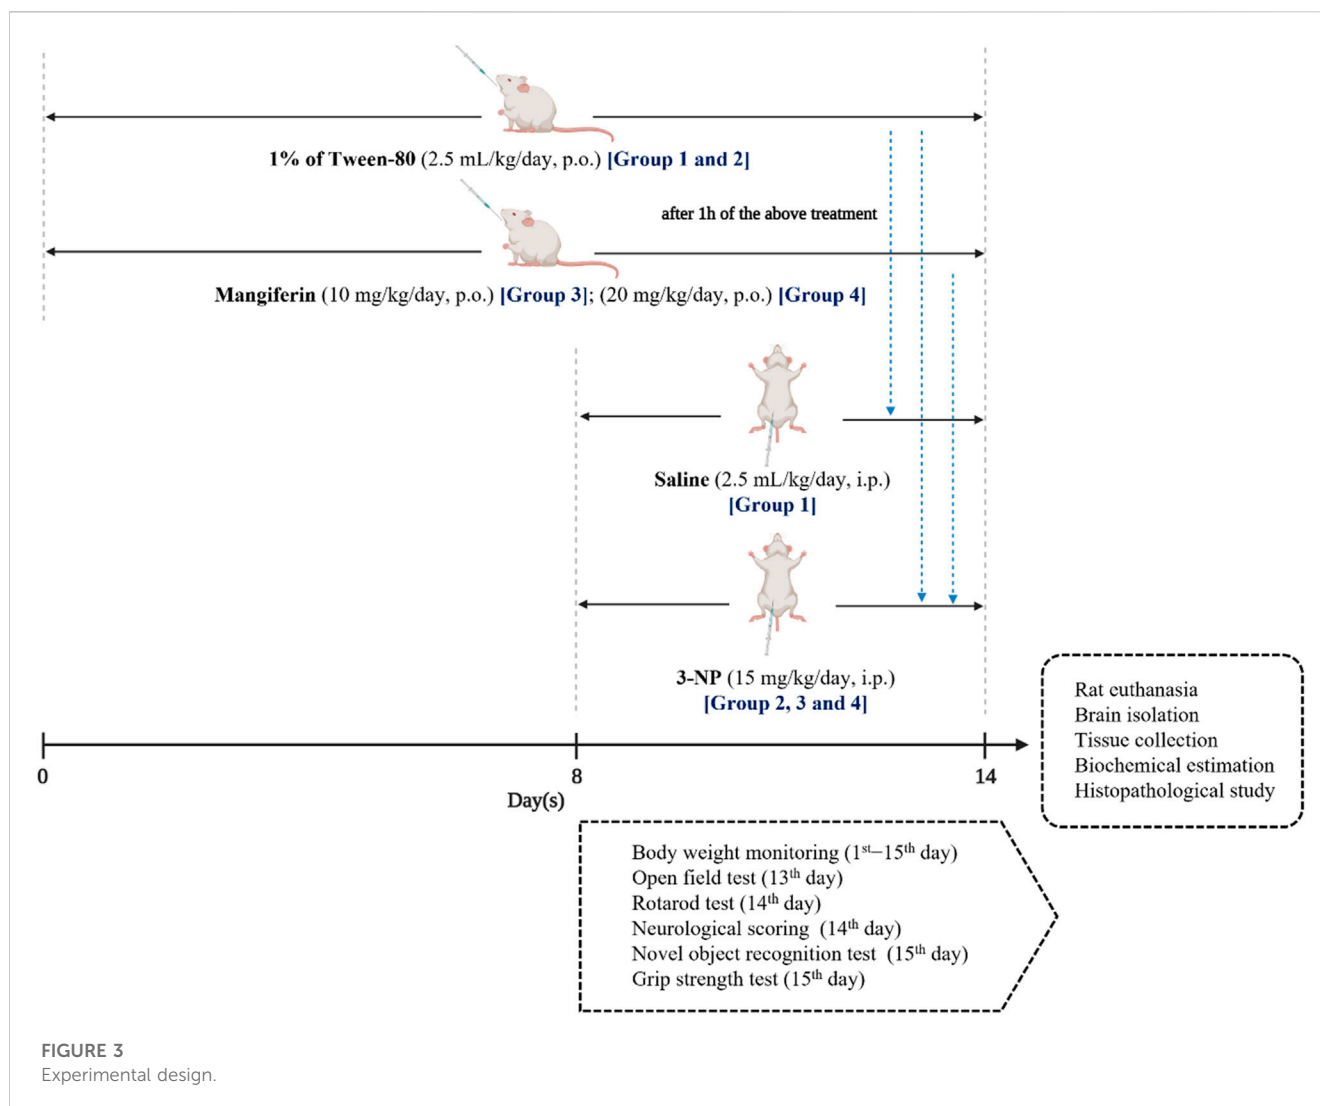 1% of Tween-80 (2.5 mL/kg/day, p.o.) [Group 1 and 2]
after 1h of the above treatment
Mangiferin (10 mg/kg/day, p.o.) [Group 3]; (20 mg/kg/day, p.o.) [Group 4]
Saline (2.5 mL/kg/day, i.p.)
[Group 1]
3-NP (15 mg/kg/day, i.p.)
[Group 2, 3 and 4]
0
8
14
Day(s)
Rat euthanasia
Brain isolation
Tissue collection
Biochemical estimation
Histopathological study
Body weight monitoring (1st–15th day)
Open field test (13th day)
Rotarod test (14th day)
Neurological scoring (14th day)
Novel object recognition test (15th day)
Grip strength test (15th day)
FIGURE 3
Experimental design.